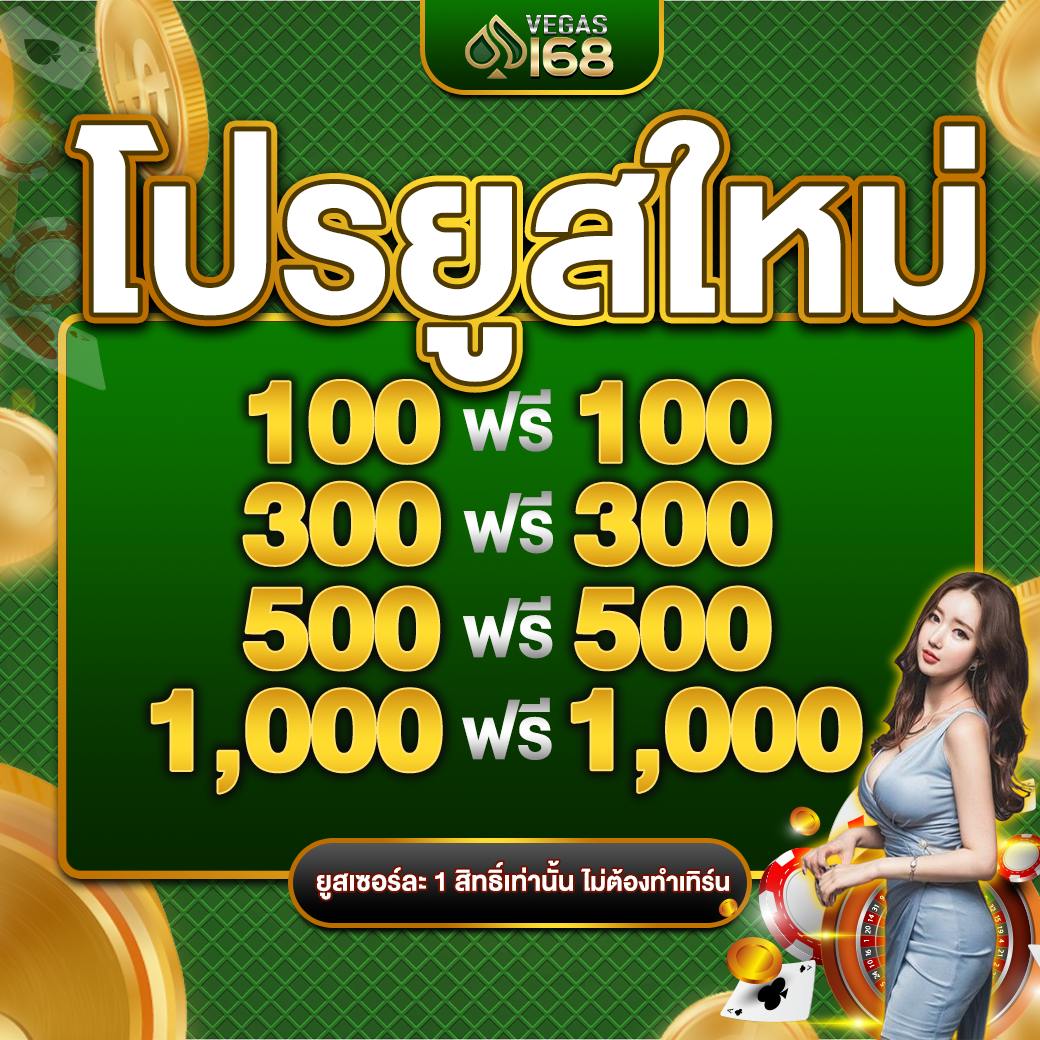 VEGAS
168
โปรยูสใหม่
100 ฟรี 100
300 ฟรี 300
500 ฟรี 500
1,000 ฟรี 1,000
ยูสเซอร์ละ 1 สิทธิ์เท่านั้น ไม่ต้องทำเทิร์น